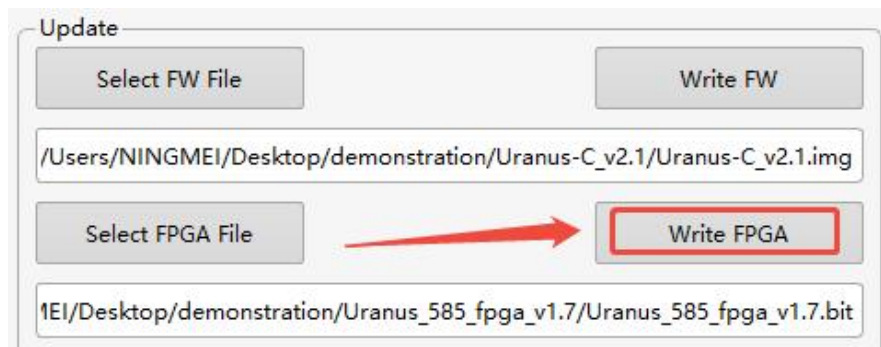 Update
Select FW File
Write FW
/Users/NINGMEI/Desktop/demonstration/Uranus-C_v2.1/Uranus-C_v2.1.img
Select FPGA File
Write FPGA
1EI/Desktop/demonstration/Uranus_585_fpga_v1.7/Uranus_585_fpga_v1.7.bit